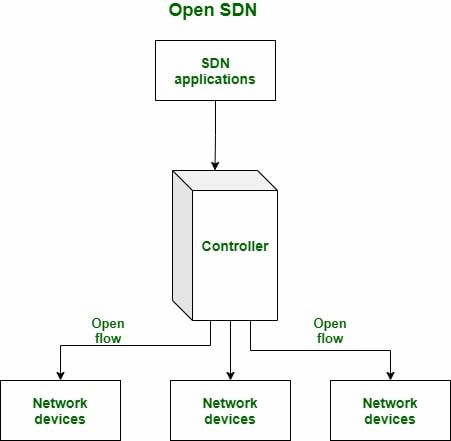 Open SDN
SDN
applications
Controller
Open
flow
Open
flow
Network
devices
Network
devices
Network
devices